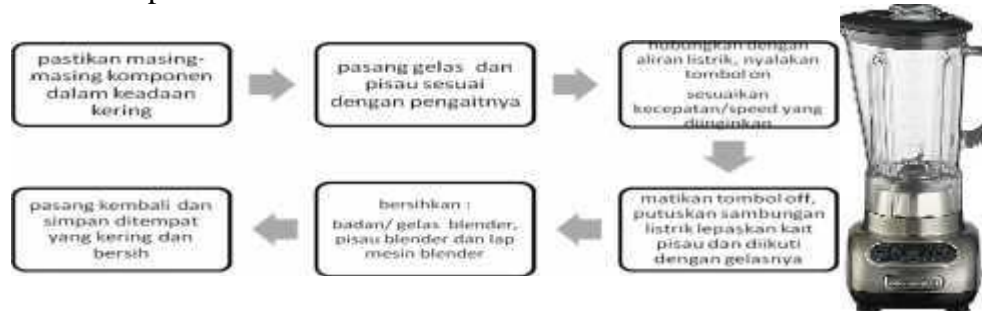 pastikan masing-
masing komponen
dalam keadaan
kering
pasang gelas dan
pisau sesuai
dengan pengaitnya
hubungkan dengan
aliran listrik, nyalakan
tombol on
sesuaikan
kecepatan/speed yang
diinginkan
matikan tombol off,
putuskan sambungan
listrik lepaskan kait
pisau dan diikuti
dengan gelasnya
bersihkan :
badan/ gelas blender,
pisau blender dan lap
mesin blender
pasang kembali dan
simpan ditempat
yang kering dan
bersih